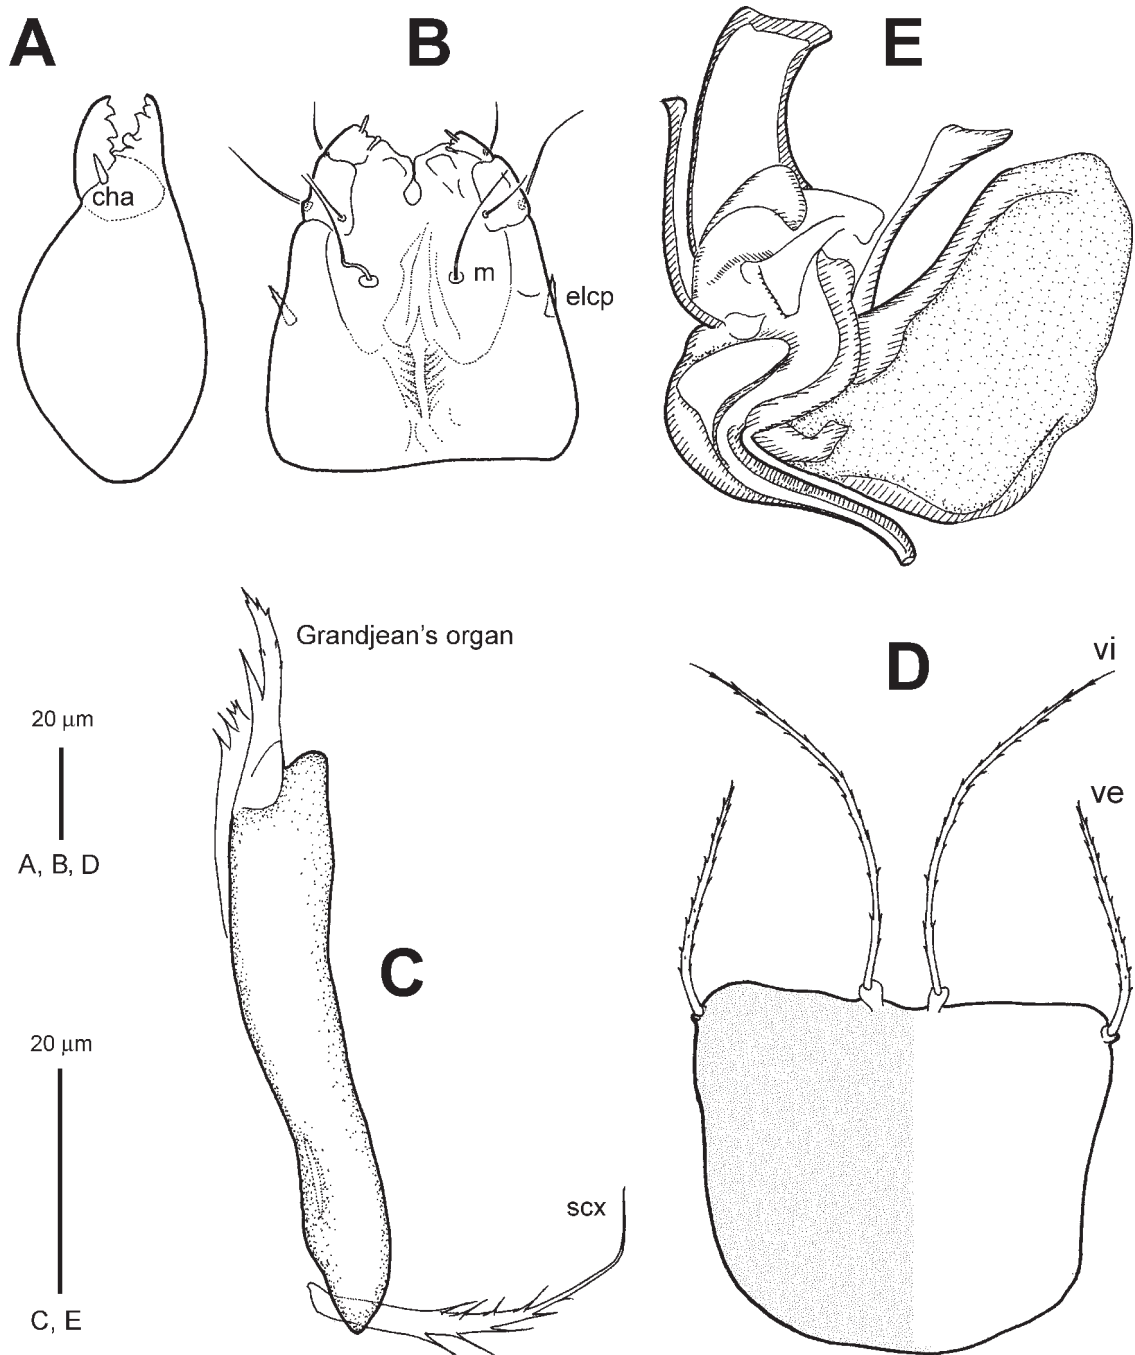 A
B
E
cha
m
elcp
Grandjean's organ
D
vi
20 μm
ve
A, B, D
C
20 μm
scx
C, E